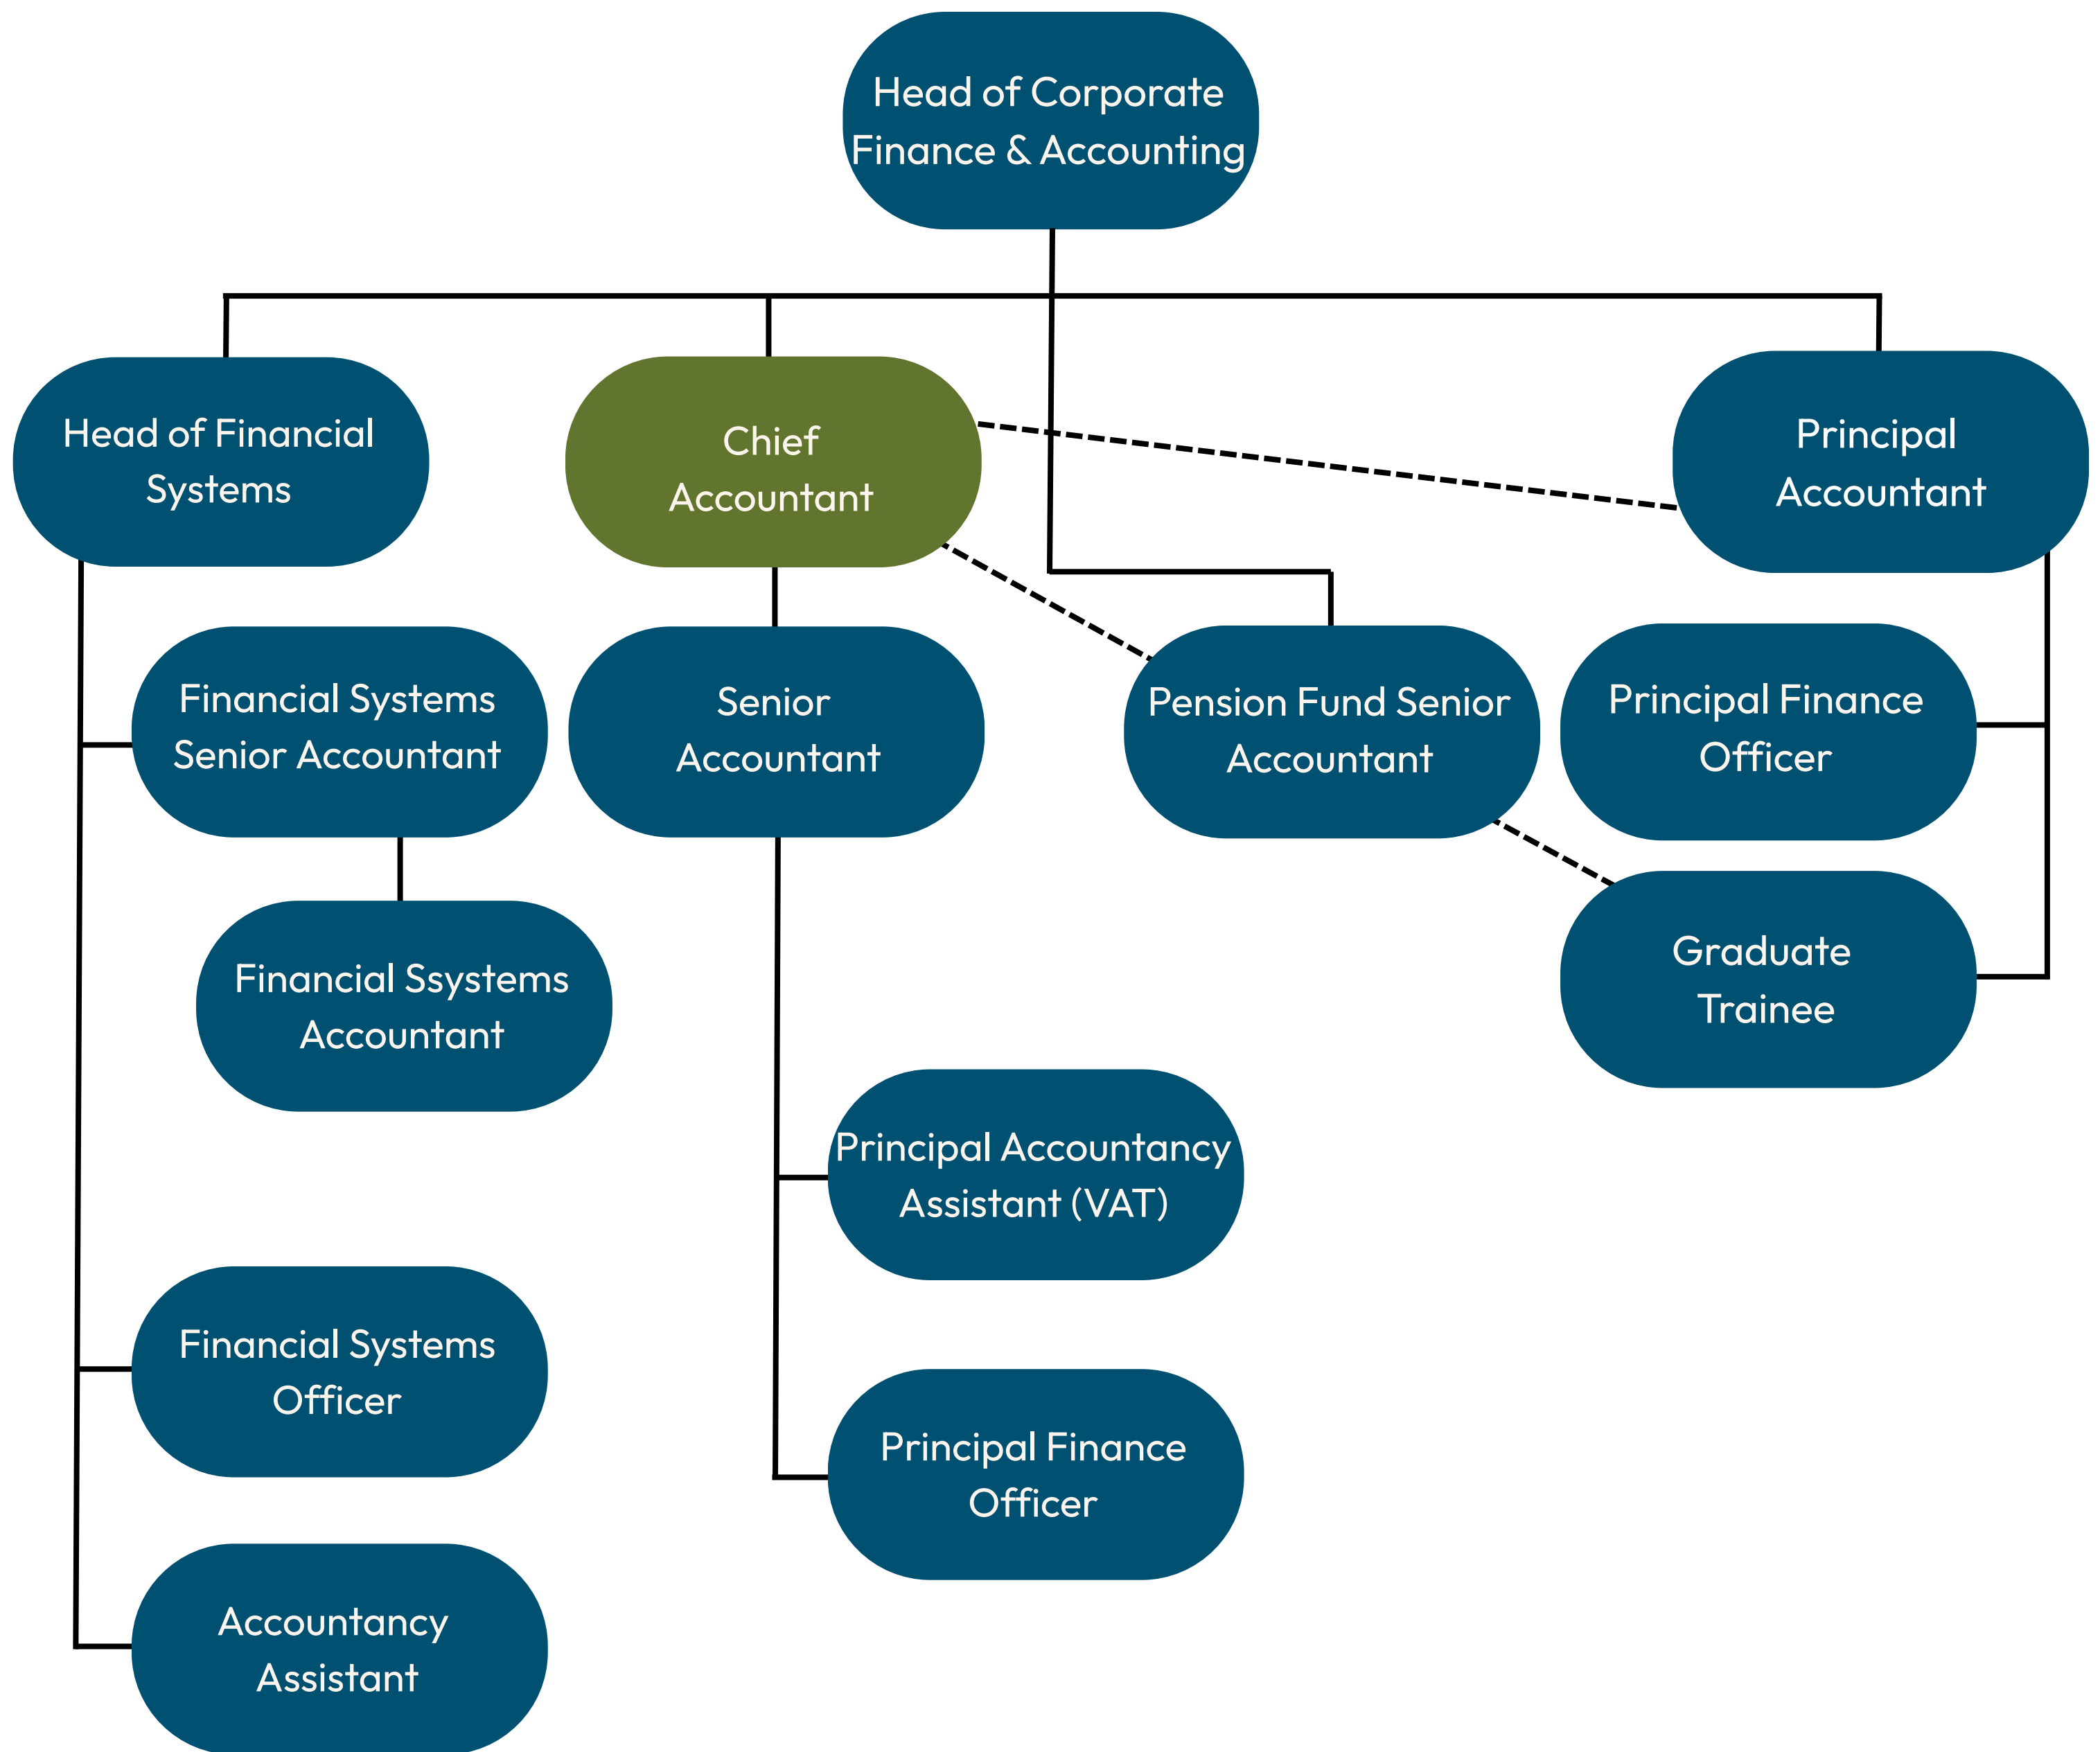 Head of Corporate
Finance & Accounting
Head of Financial
Systems
Chief
Accountant
Principal
Accountant
Financial Systems
Senior Accountant
Senior
Accountant
Pension Fund Senior
Accountant
Principal Finance
Officer
Financial Ssystems
Accountant
Graduate
Trainee
Principal Accountancy
Assistant (VAT)
Financial Systems
Officer
Principal Finance
Officer
Accountancy
Assistant